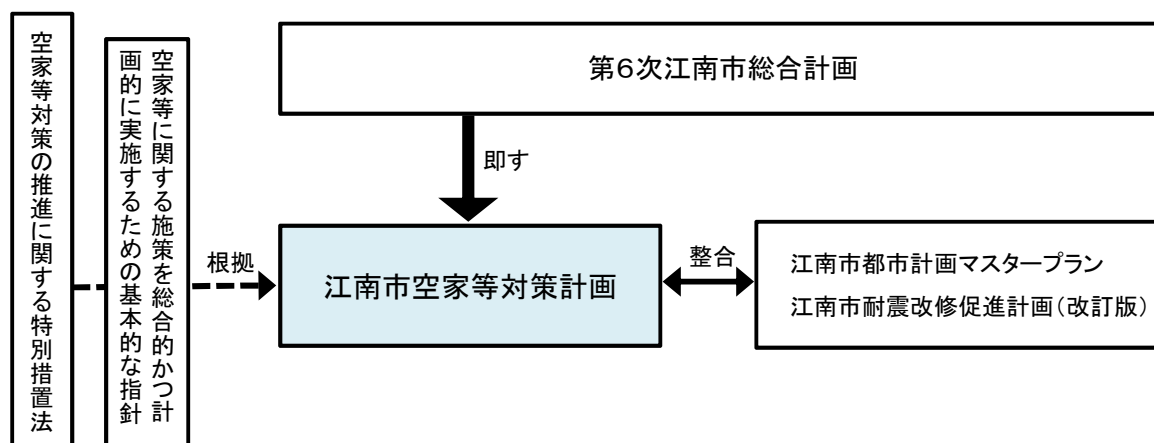 空家等対策の推進に関する特別措置法
空家等に関する施策を総合的かつ計
画的に実施するための基本的な指針
第6次江南市総合計画
即す
根拠
江南市空家等対策計画
整合
江南市都市計画マスタープラン
江南市耐震改修促進計画(改訂版)